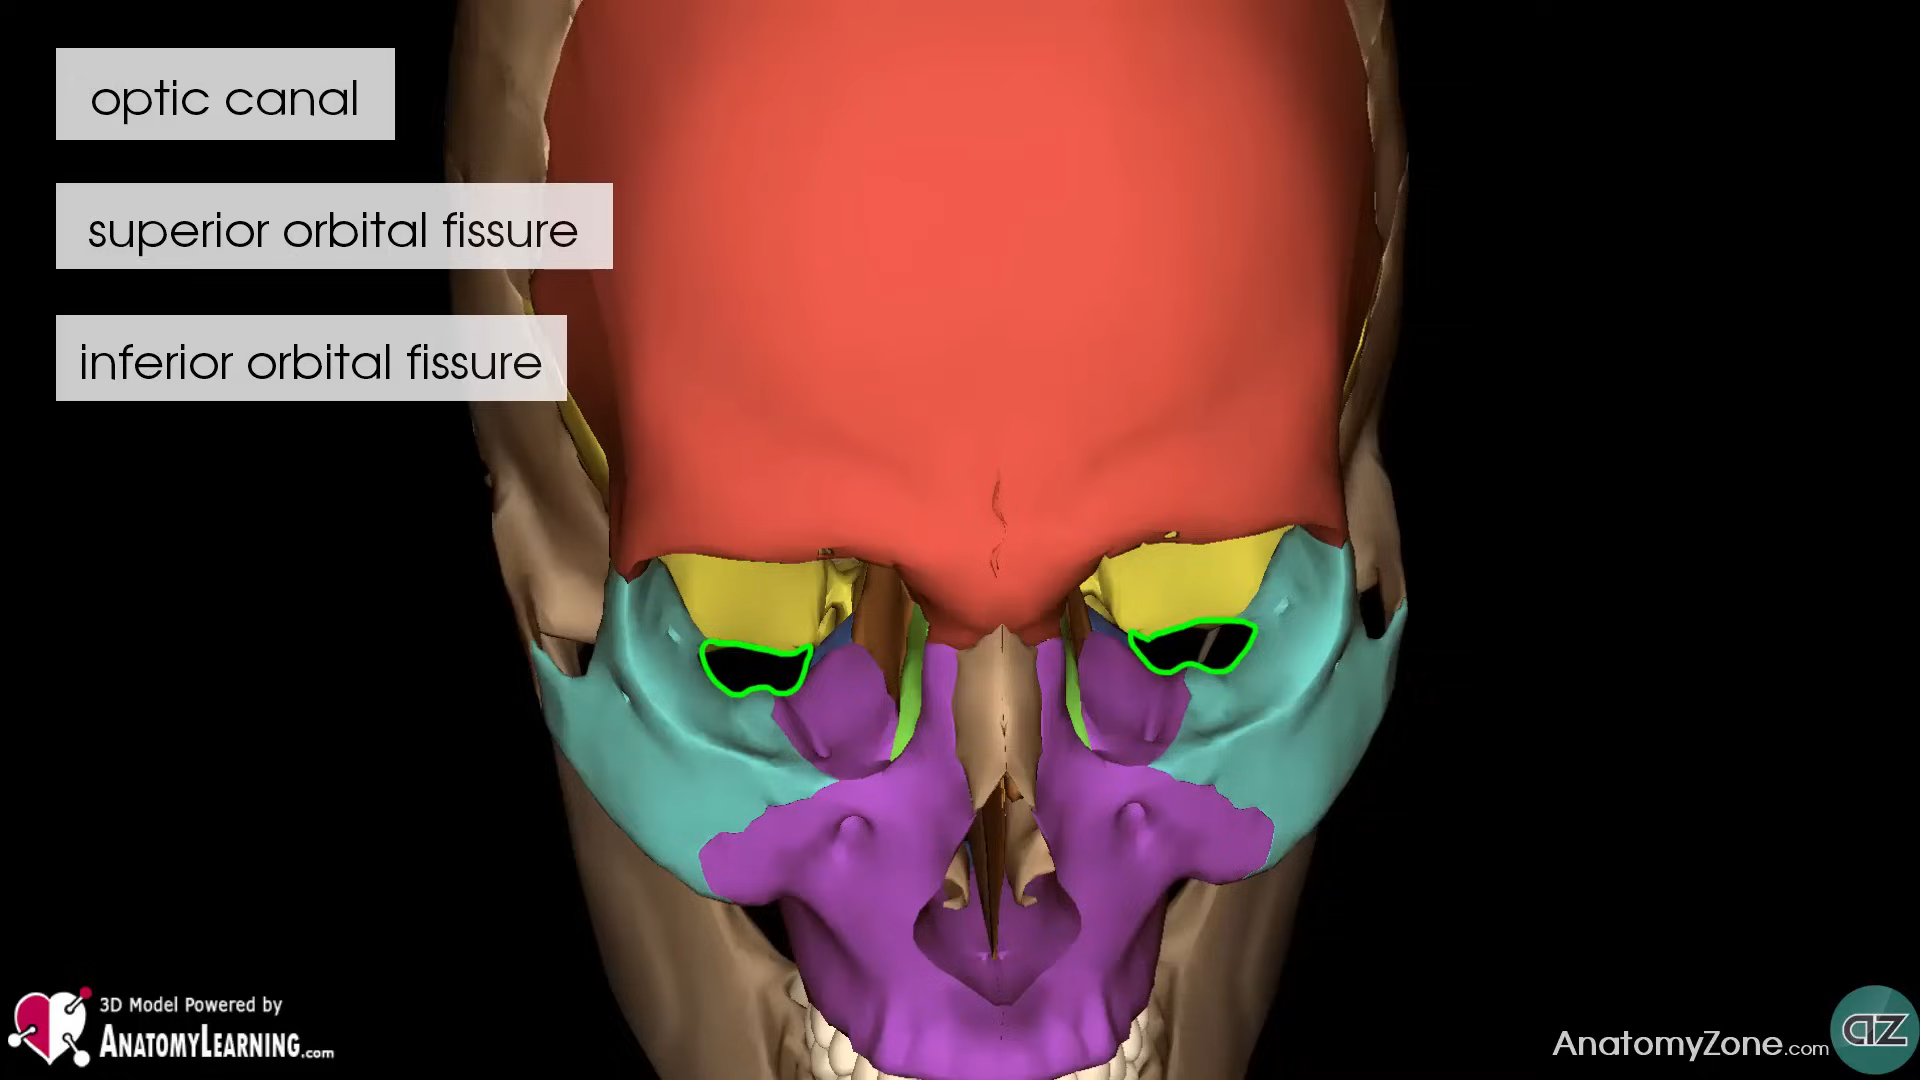 optic canal
superior orbital fissure
inferior orbital fissure
3D Model Powered by
ANATOMYLEARNING.com
AnatomyZone.com
AZ